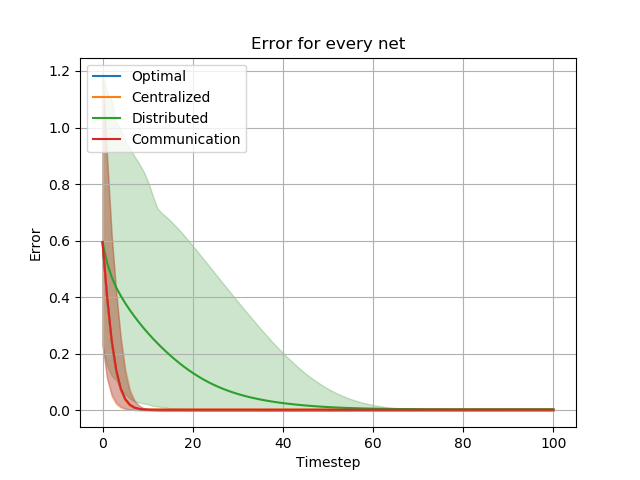 Error for every net
Optimal
Centralized
Distributed
Communication
1.2
1.0
0.8
0.6
0.4
0.2
0.0
Error
0 20 40 60 80 100
Timestep